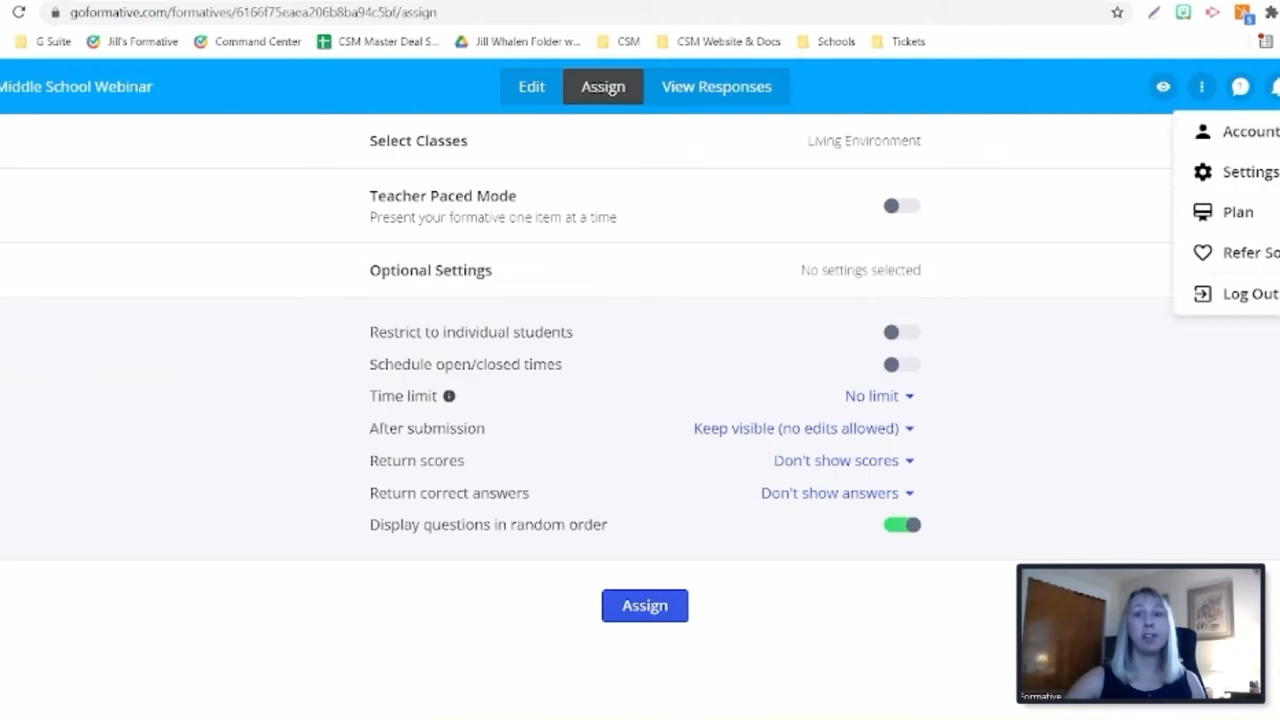 goformative.com/formatives/6166f75eaea206b8ba94c5bf/assign
G Suite Jill's Formative Command Center CSM Master Deal S... Jill Whalen Folder w... CSM CSM Website & Docs Schools Tickets
Middle School Webinar Edit Assign View Responses
Select Classes Living Environment
Teacher Paced Mode
Present your formative one item at a time
Optional Settings No settings selected
Restrict to individual students
Schedule open/closed times
Time limit No limit
After submission Keep visible (no edits allowed)
Return scores Don't show scores
Return correct answers Don't show answers
Display questions in random order
Assign
Account
Settings
Plan
Refer So
Log Out
Formative